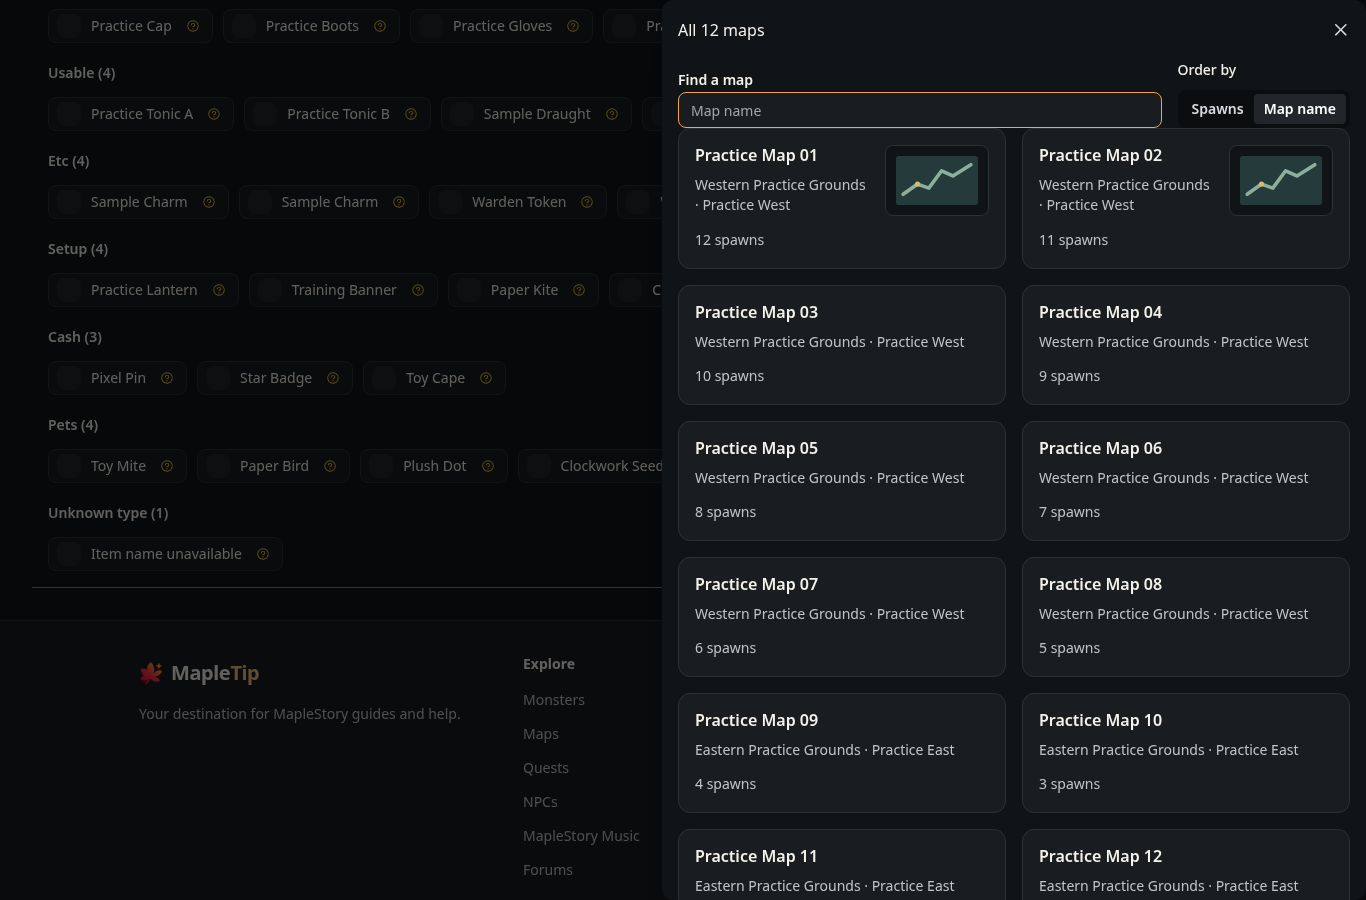 Practice Cap
Practice Boots
Practice Gloves
Usable (4)
Practice Tonic A
Practice Tonic B
Sample Draught
Etc (4)
Sample Charm
Sample Charm
Warden Token
Setup (4)
Practice Lantern
Training Banner
Paper Kite
Cash (3)
Pixel Pin
Star Badge
Toy Cape
Pets (4)
Toy Mite
Paper Bird
Plush Dot
Clockwork Seed
Unknown type (1)
Item name unavailable
MapleTip
Your destination for MapleStory guides and help.
Explore
Monsters
Maps
Quests
NPCs
MapleStory Music
Forums
All 12 maps
Find a map
Map name
Order by
Spawns
Map name
Practice Map 01
Western Practice Grounds
· Practice West
12 spawns
Practice Map 02
Western Practice Grounds
· Practice West
11 spawns
Practice Map 03
Western Practice Grounds · Practice West
10 spawns
Practice Map 04
Western Practice Grounds · Practice West
9 spawns
Practice Map 05
Western Practice Grounds · Practice West
8 spawns
Practice Map 06
Western Practice Grounds · Practice West
7 spawns
Practice Map 07
Western Practice Grounds · Practice West
6 spawns
Practice Map 08
Western Practice Grounds · Practice West
5 spawns
Practice Map 09
Eastern Practice Grounds · Practice East
4 spawns
Practice Map 10
Eastern Practice Grounds · Practice East
3 spawns
Practice Map 11
Eastern Practice Grounds · Practice East
Practice Map 12
Eastern Practice Grounds · Practice East